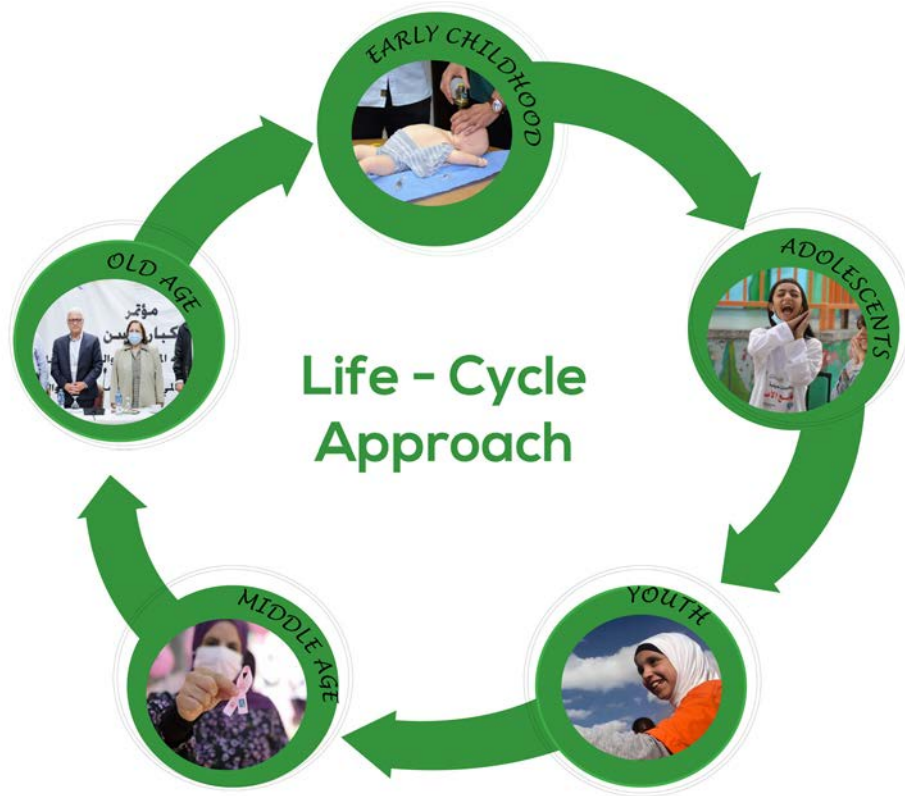 EARLY CHILDHOOD
ADOLESCENTS
YOUTH
MIDDLE AGE
OLD AGE
مؤتمر
Life - Cycle
Approach